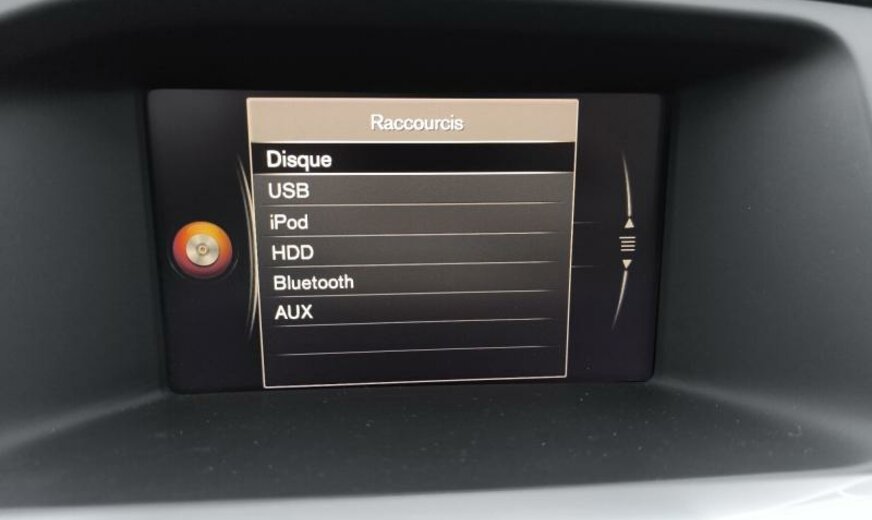 Raccourcis
Disque
USB
iPod
HDD
Bluetooth
AUX